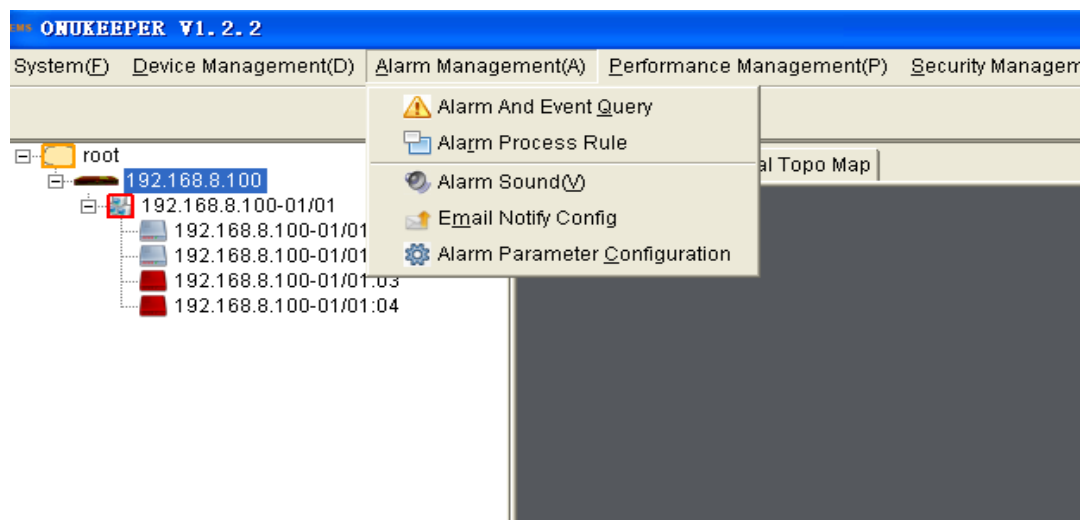 EMS ONUKEEPER V1.2.2
System(F) Device Management(D) Alarm Management(A) Performance Management(P) Security Managem
Alarm And Event Query
Alarm Process Rule
Alarm Sound(V)
Email Notify Config
Alarm Parameter Configuration
root
192.168.8.100
192.168.8.100-01/01
192.168.8.100-01/01
192.168.8.100-01/01
192.168.8.100-01/01:03
192.168.8.100-01/01:04
al Topo Map